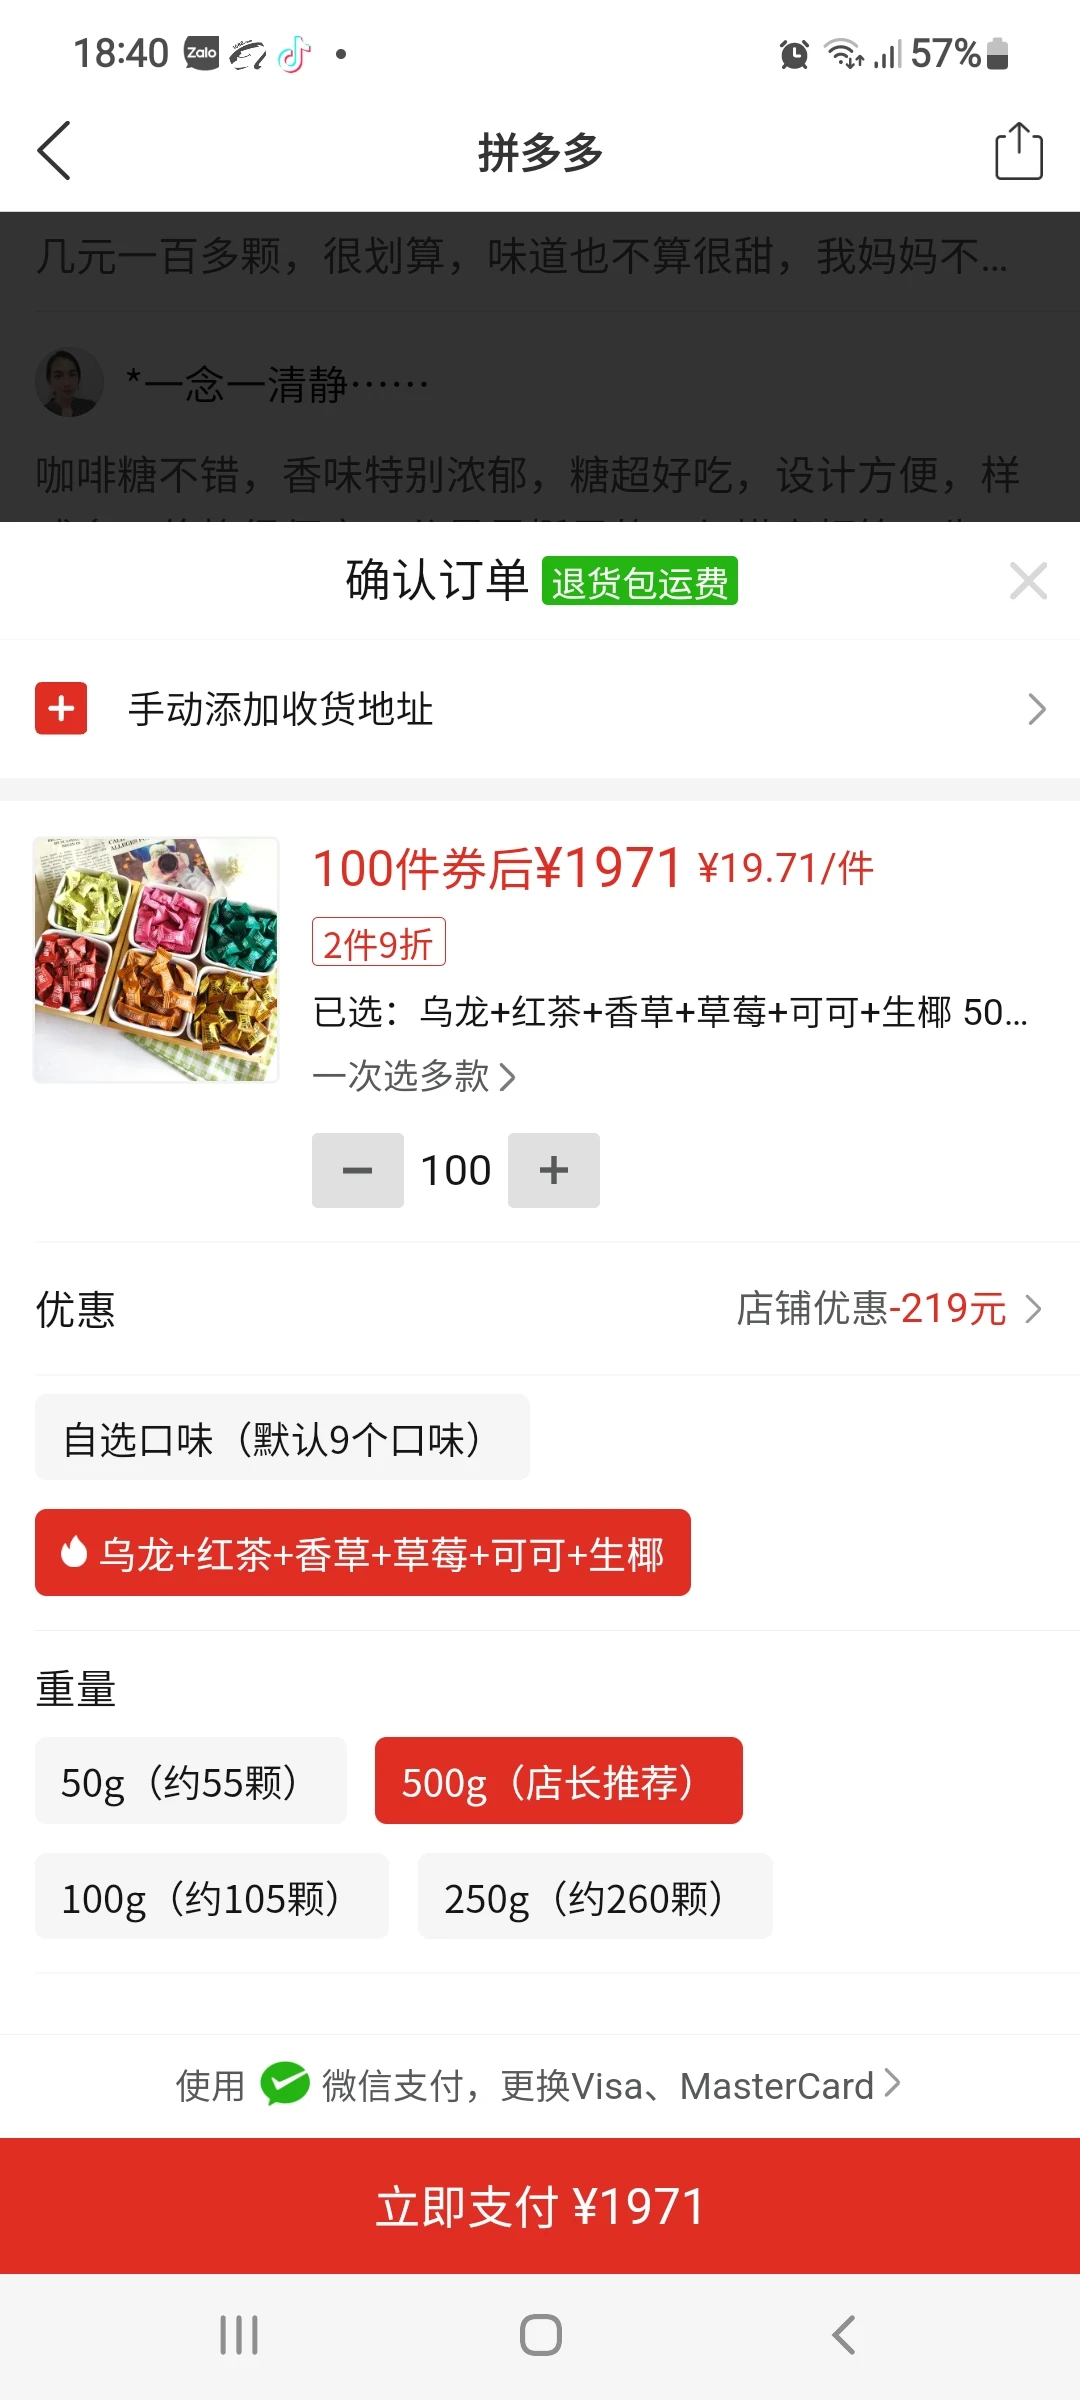 18:40 Zalo 57%
拼多多
几元一百多颗，很划算，味道也不算很甜，我妈妈不...
*一念一清静······
咖啡糖不错，香味特别浓郁，糖超好吃，设计方便，样
确认订单 退货包运费
手动添加收货地址
100件券后¥1971 ¥19.71/件
2件9折
已选：乌龙+红茶+香草+草莓+可可+生椰 50...
一次选多款
100
优惠 店铺优惠-219元
自选口味（默认9个口味）
乌龙+红茶+香草+草莓+可可+生椰
重量
50g（约55颗） 500g（店长推荐）
100g（约105颗） 250g（约260颗）
使用 微信支付，更换Visa、MasterCard
立即支付 ¥1971